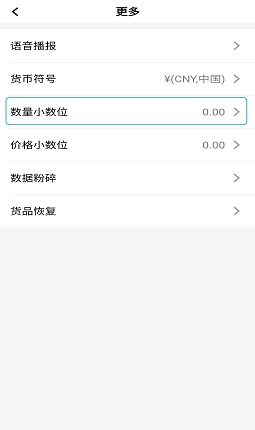 更多
语音播报
货币符号 ¥(CNY,中国)
数量小数位 0.00
价格小数位 0.00
数据粉碎
货品恢复